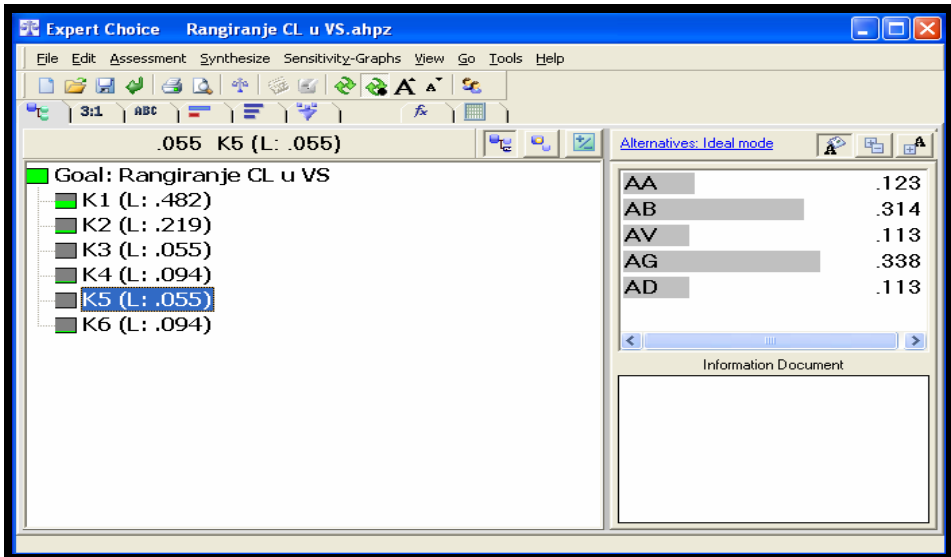 Expert Choice Rangiranje CL u VS.ahpz
File Edit Assessment Synthesize Sensitivity-Graphs View Go Tools Help
A A
3:1 ABC fx
.055 K5 (L: .055)
Alternatives: Ideal mode
A A
Goal: Rangiranje CL u VS
K1 (L: .482)
K2 (L: .219)
K3 (L: .055)
K4 (L: .094)
K5 (L: .055)
K6 (L: .094)
AA .123
AB .314
AV .113
AG .338
AD .113
Information Document